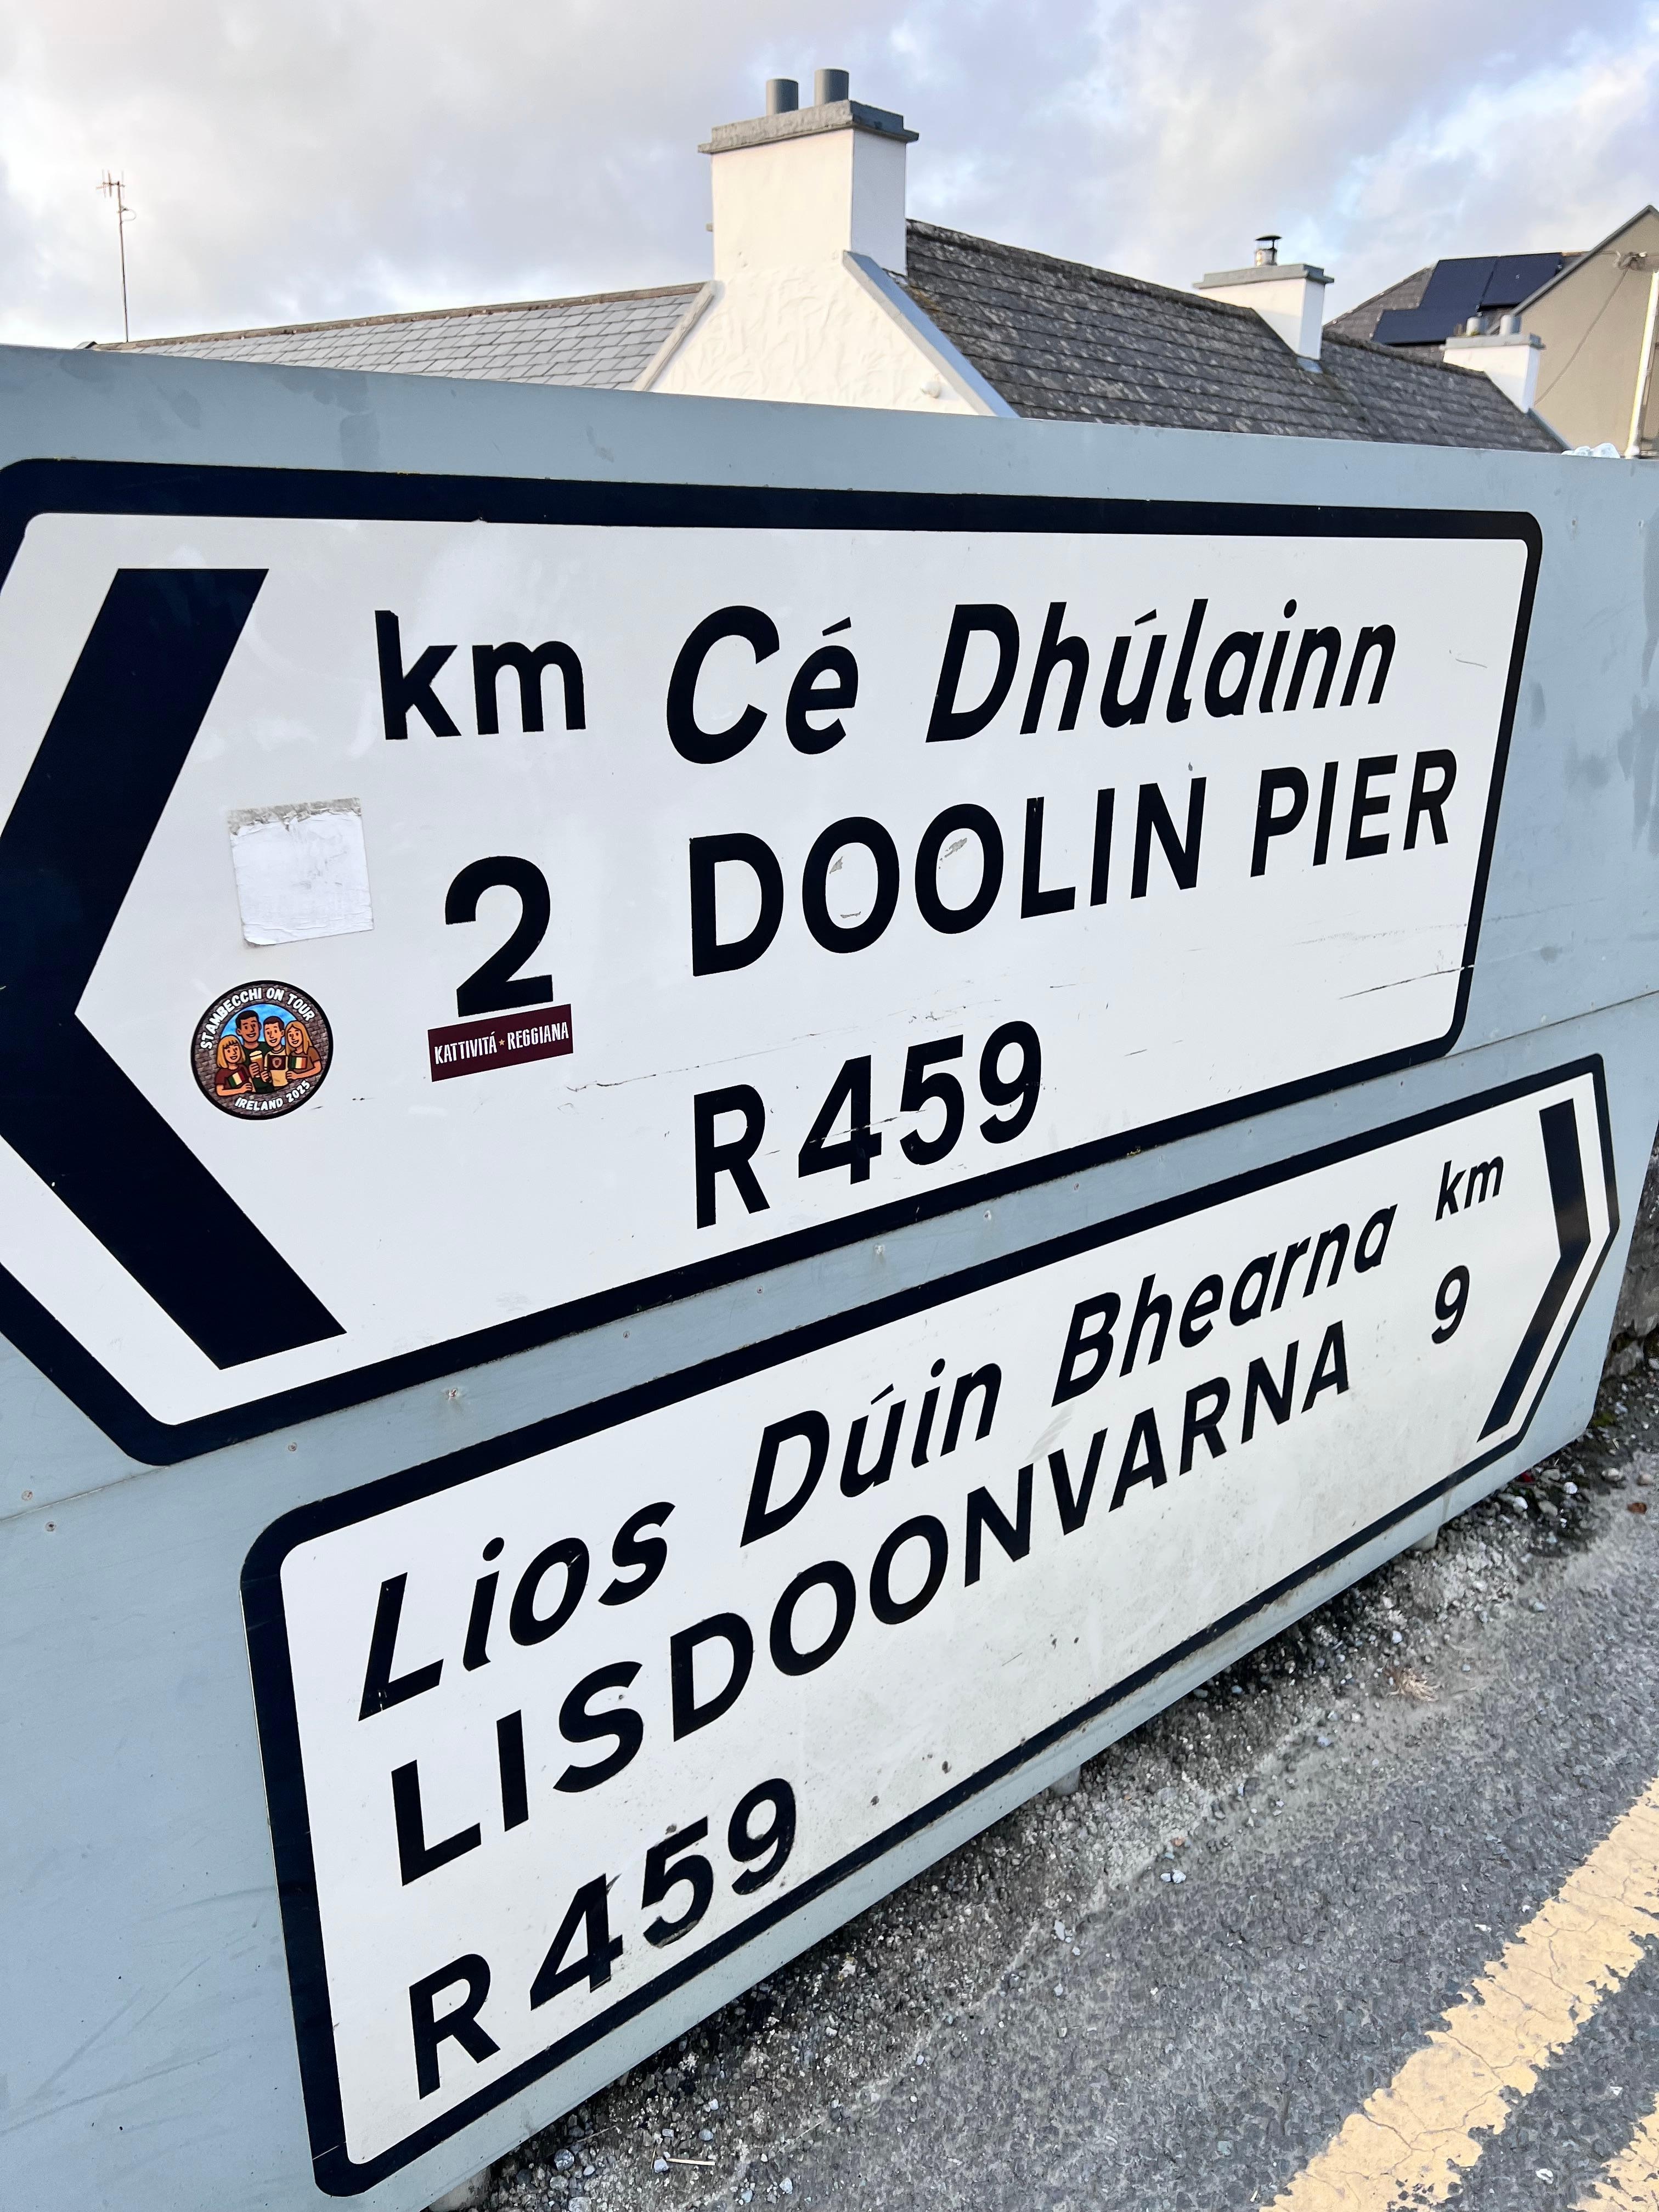 km Cé Dhúlainn
2 DOOLIN PIER
R459
STAMBECCHI ON TOUR
IRELAND 2025
KATTIVITÁ ★ REGGIANA
Lios Dúin Bhearna km
LISDOONVARNA 9
R459